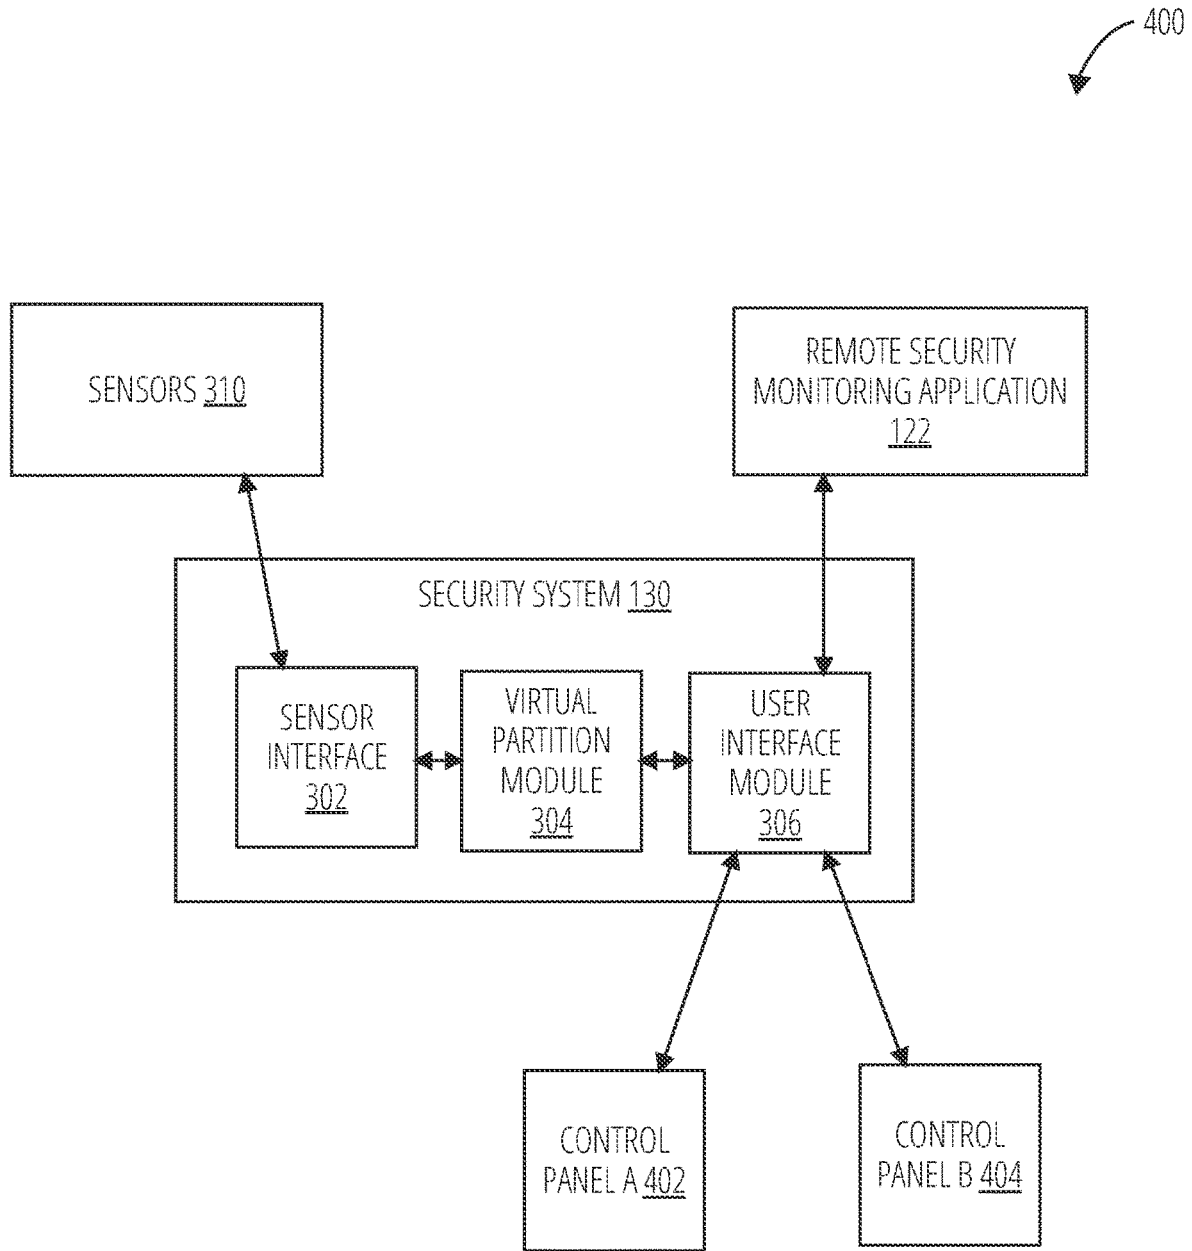 400
SENSORS 310
REMOTE SECURITY
MONITORING APPLICATION
122
SECURITY SYSTEM 130
SENSOR
INTERFACE
302
VIRTUAL
PARTITION
MODULE
304
USER
INTERFACE
MODULE
306
CONTROL
PANEL A 402
CONTROL
PANEL B 404